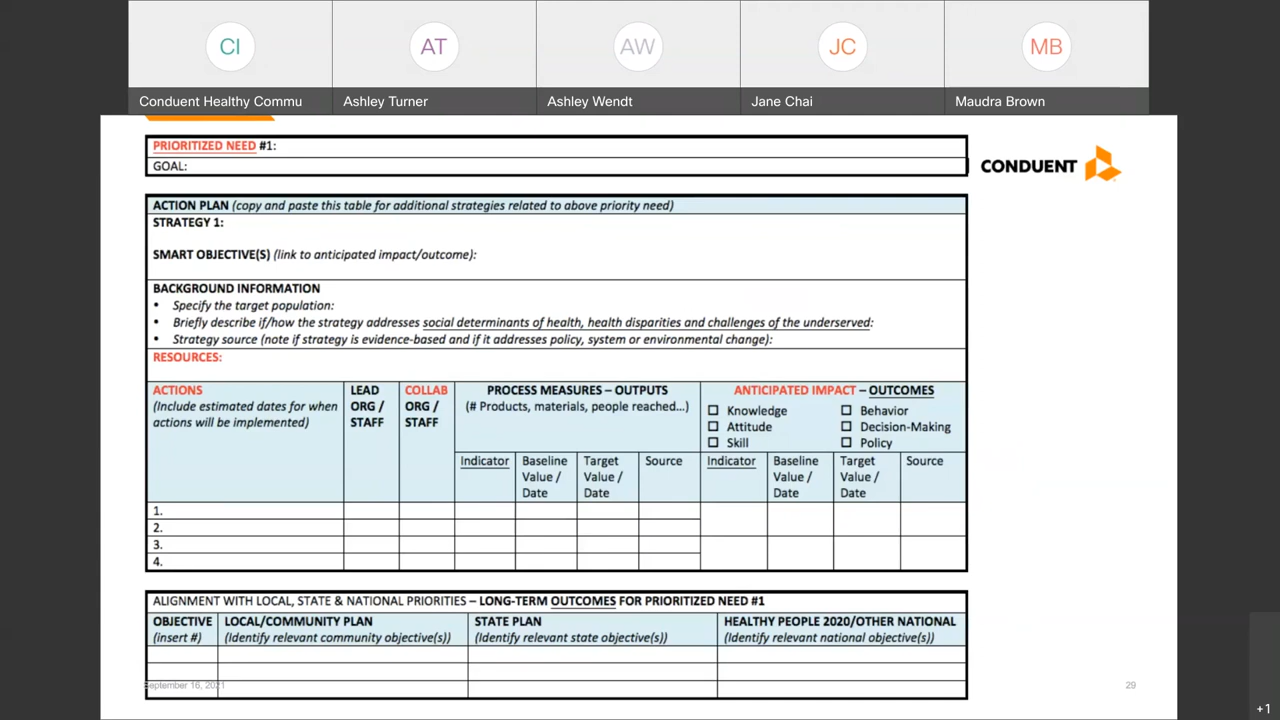 CI
AT
AW
JC
MB
Conduent Healthy Commu
Ashley Turner
Ashley Wendt
Jane Chai
Maudra Brown
PRIORITIZED NEED #1:
GOAL:
CONDUENT
ACTION PLAN (copy and paste this table for additional strategies related to above priority need)
STRATEGY 1:
SMART OBJECTIVE(S) (link to anticipated impact/outcome):
BACKGROUND INFORMATION
• Specify the target population:
• Briefly describe if/how the strategy addresses social determinants of health, health disparities and challenges of the underserved:
• Strategy source (note if strategy is evidence-based and if it addresses policy, system or environmental change):
RESOURCES:
ACTIONS
(Include estimated dates for when
actions will be implemented)
LEAD
ORG /
STAFF
COLLAB
ORG /
STAFF
PROCESS MEASURES – OUTPUTS
(# Products, materials, people reached...)
ANTICIPATED IMPACT – OUTCOMES
☐ Knowledge ☐ Behavior
☐ Attitude ☐ Decision-Making
☐ Skill ☐ Policy
Indicator
Baseline
Value /
Date
Target
Value /
Date
Source
Indicator
Baseline
Value /
Date
Target
Value /
Date
Source
1.
2.
3.
4.
ALIGNMENT WITH LOCAL, STATE & NATIONAL PRIORITIES – LONG-TERM OUTCOMES FOR PRIORITIZED NEED #1
OBJECTIVE
(insert #)
LOCAL/COMMUNITY PLAN
(Identify relevant community objective(s))
STATE PLAN
(Identify relevant state objective(s))
HEALTHY PEOPLE 2020/OTHER NATIONAL
(Identify relevant national objective(s))
September 16, 2021
29
+1